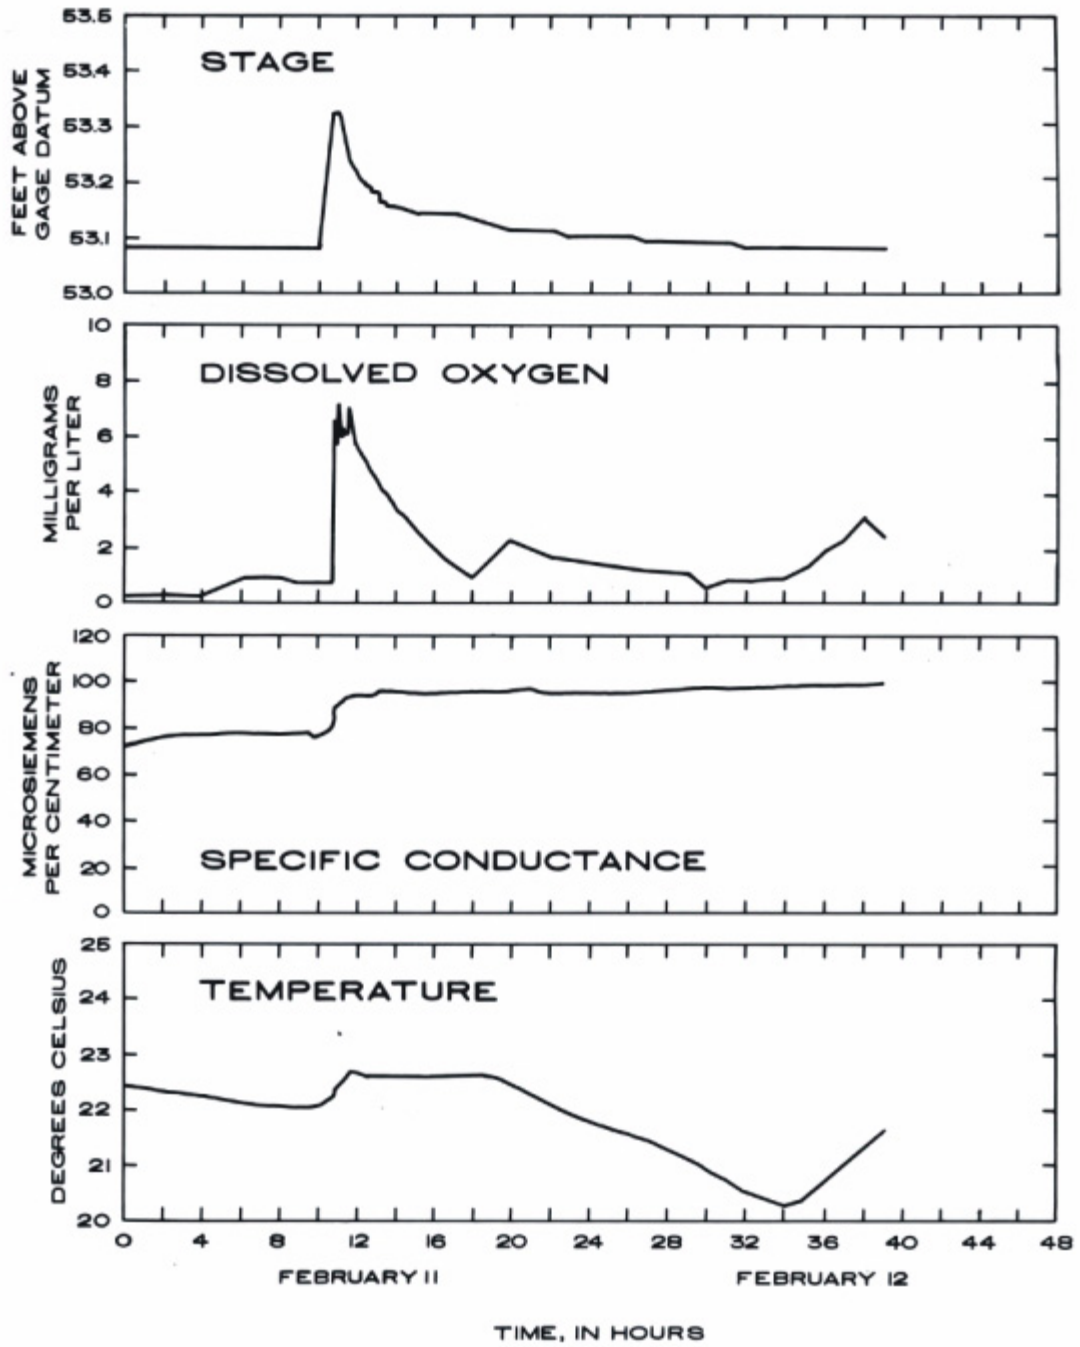 STAGE
FEET ABOVE
GAGE DATUM
53.5
53.4
53.3
53.2
53.1
53.0
DISSOLVED OXYGEN
MILLIGRAMS
PER LITER
10
8
6
4
2
0
SPECIFIC CONDUCTANCE
MICROSIEMENS
PER CENTIMETER
120
100
80
60
40
20
0
TEMPERATURE
DEGREES CELSIUS
25
24
23
22
21
20
0 4 8 12 16 20 24 28 32 36 40 44 48
FEBRUARY 11 FEBRUARY 12
TIME, IN HOURS